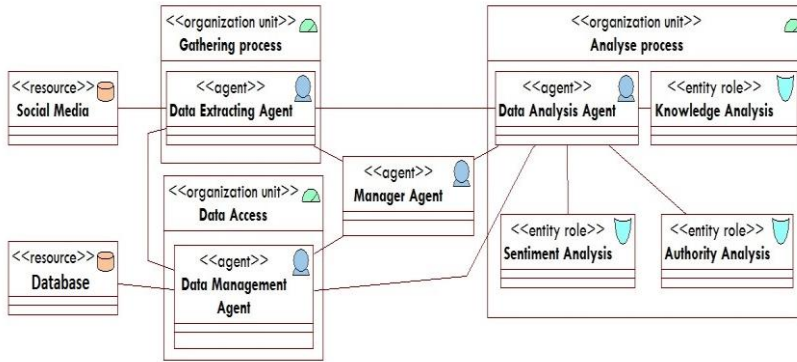 <<organization unit>>
Gathering process
<<organization unit>>
Analyse process
<<resource>>
Social Media
<<agent>>
Data Extracting Agent
<<agent>>
Data Analysis Agent
<<entity role>>
Knowledge Analysis
<<agent>>
Manager Agent
<<organization unit>>
Data Access
<<resource>>
Database
<<agent>>
Data Management
Agent
<<entity role>>
Sentiment Analysis
<<entity role>>
Authority Analysis